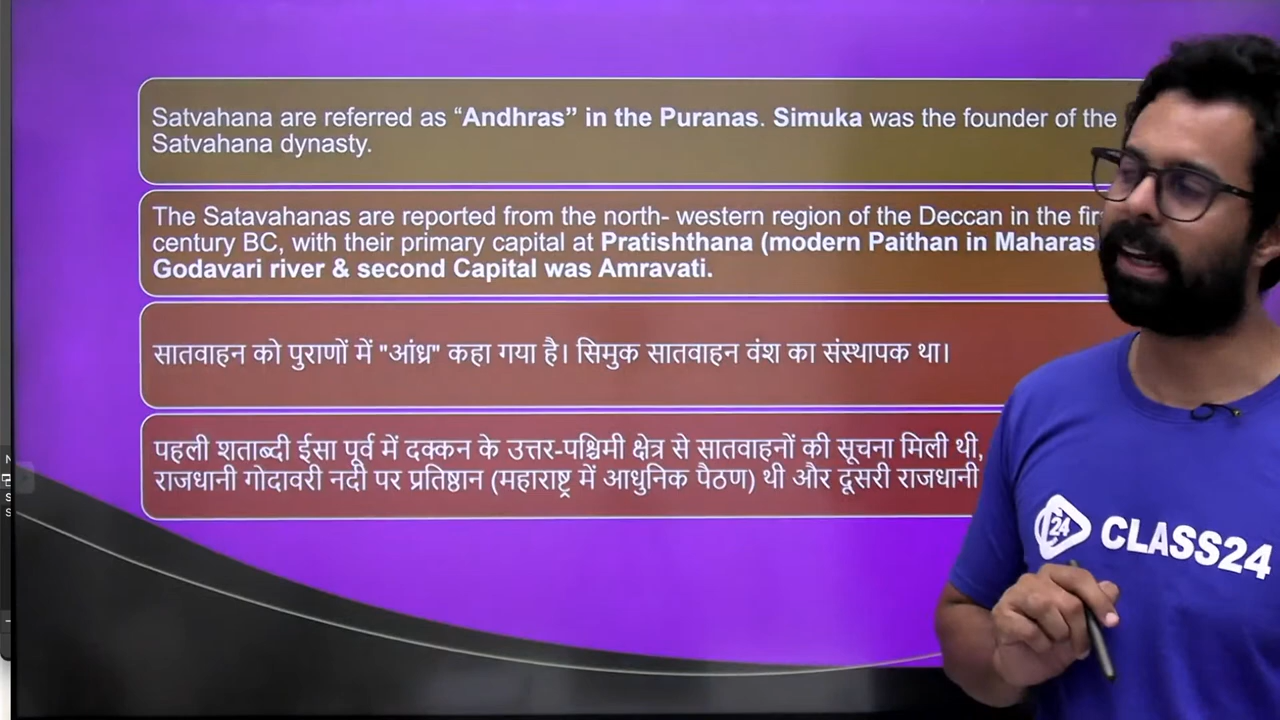 Satvahana are referred as “Andhras” in the Puranas. Simuka was the founder of the
Satvahana dynasty.
The Satavahanas are reported from the north- western region of the Deccan in the
century BC, with their primary capital at Pratishthana (modern Paithan in
Godavari river & second Capital was Amravati.
सातवाहन को पुराणों में "आंध्र" कहा गया है। सिमुक सातवाहन वंश का संस्थापक था।
पहली शताब्दी ईसा पूर्व में दक्कन के उत्तर-पश्चिमी क्षेत्र से सातवाहनों की सूचना मिली थी,
राजधानी गोदावरी नदी पर प्रतिष्ठान (महाराष्ट्र में आधुनिक पैठण) थी और दूसरी राजधानी
24 CLASS24